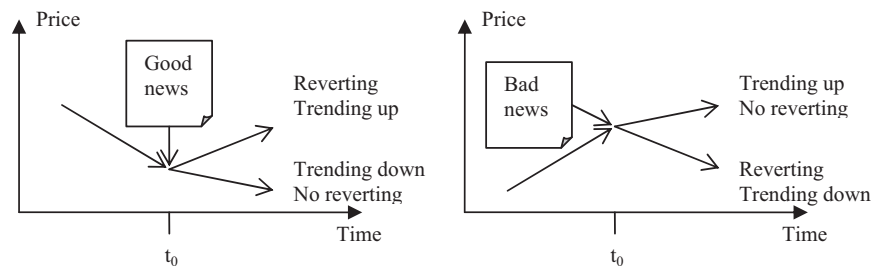 Price
Good
news
Reverting
Trending up
Trending down
No reverting
Time
t0
Price
Bad
news
Trending up
No reverting
Reverting
Trending down
Time
t0